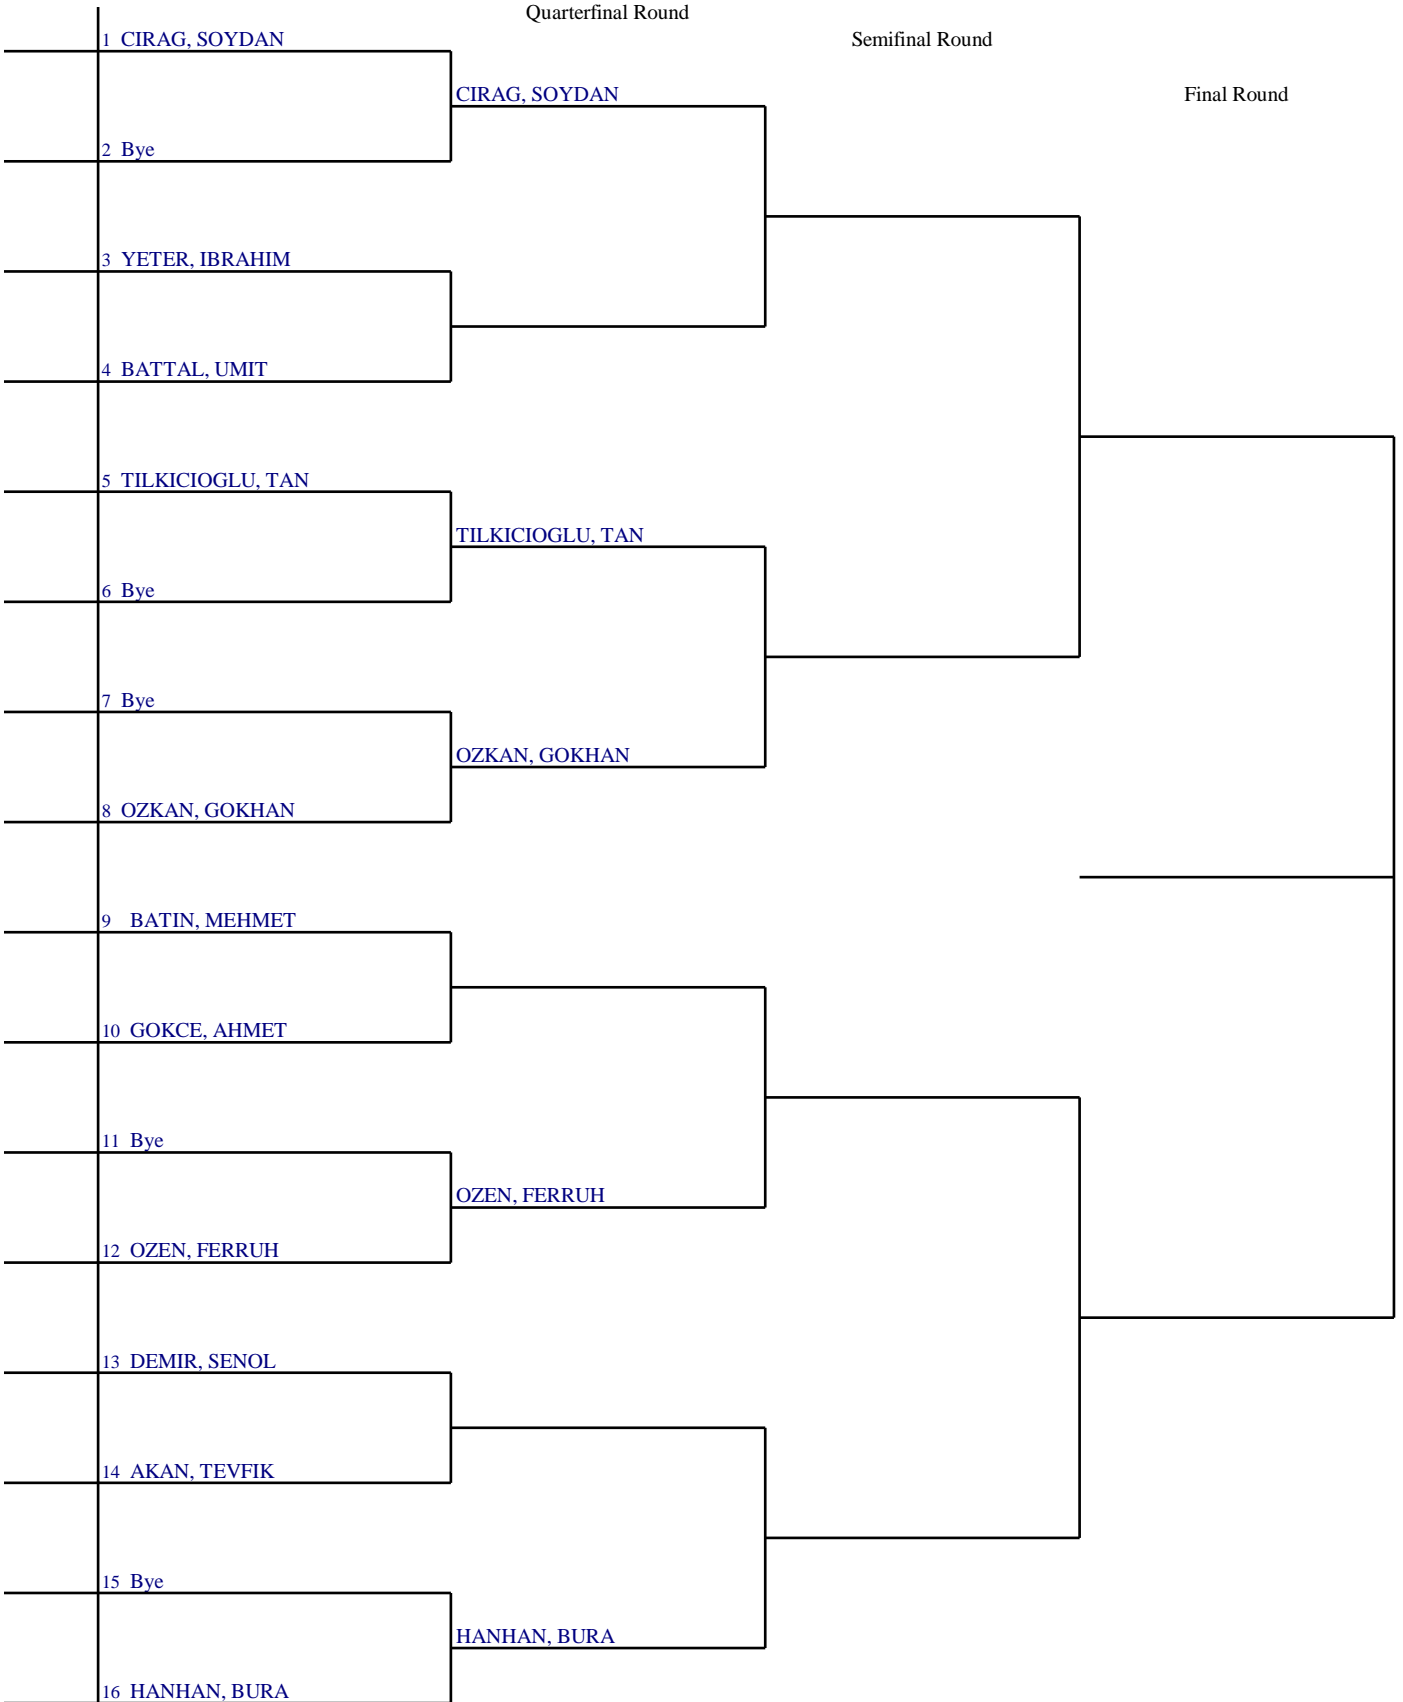 Quarterfinal Round
Semifinal Round
Final Round
1 CIRAG, SOYDAN
CIRAG, SOYDAN
2 Bye
3 YETER, IBRAHIM
4 BATTAL, UMIT
5 TILKICIOGLU, TAN
TILKICIOGLU, TAN
6 Bye
7 Bye
OZKAN, GOKHAN
8 OZKAN, GOKHAN
9 BATIN, MEHMET
10 GOKCE, AHMET
11 Bye
OZEN, FERRUH
12 OZEN, FERRUH
13 DEMIR, SENOL
14 AKAN, TEVFIK
15 Bye
HANHAN, BURA
16 HANHAN, BURA